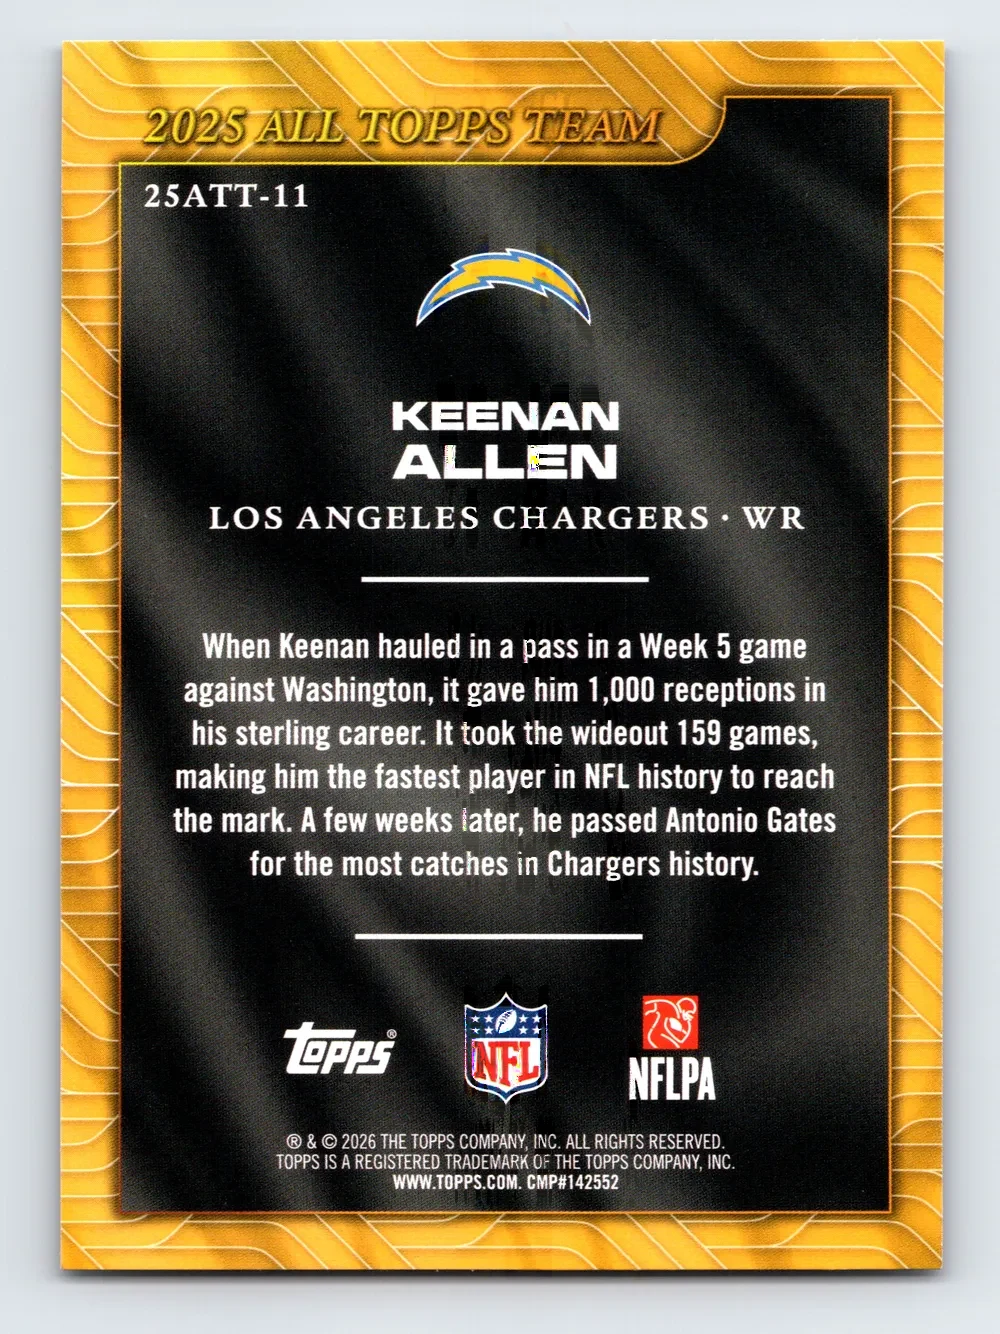 2025 ALL TOPPS TEAM
25ATT-11
KEENAN
ALLEN
LOS ANGELES CHARGERS · WR
When Keenan hauled in a pass in a Week 5 game
against Washington, it gave him 1,000 receptions in
his sterling career. It took the wideout 159 games,
making him the fastest player in NFL history to reach
the mark. A few weeks later, he passed Antonio Gates
for the most catches in Chargers history.
Topps®
NFL
NFLPA
® & © 2026 THE TOPPS COMPANY, INC. ALL RIGHTS RESERVED.
TOPPS IS A REGISTERED TRADEMARK OF THE TOPPS COMPANY, INC.
WWW.TOPPS.COM. CMP#142552